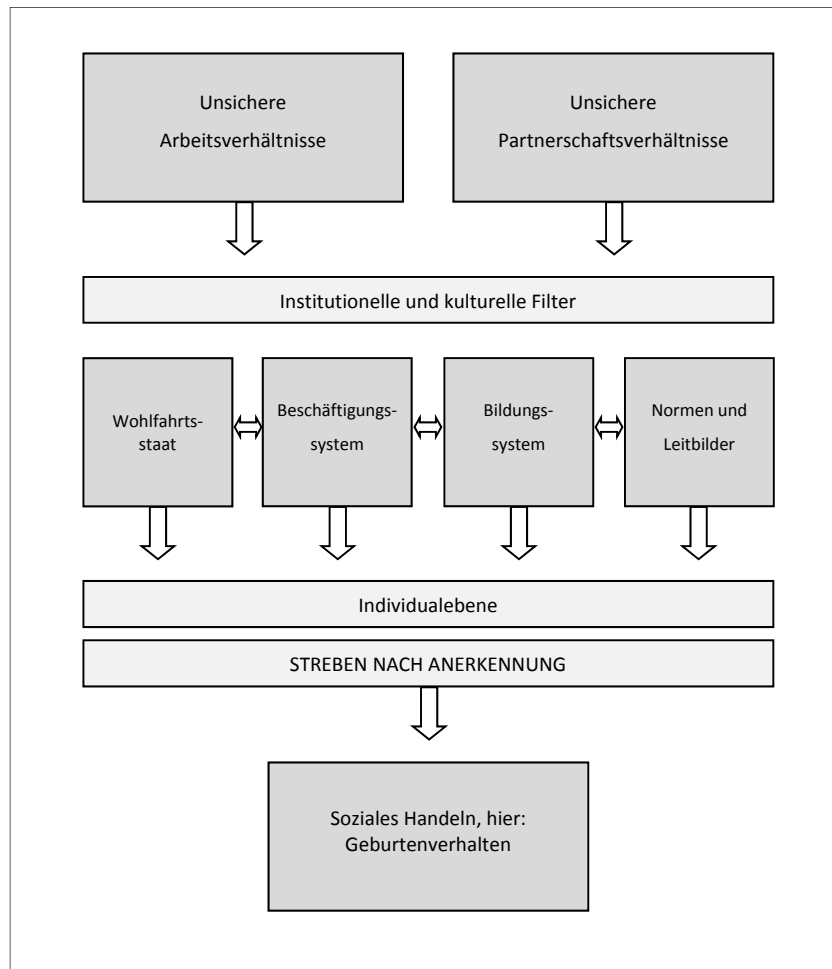 Unsichere
Arbeitsverhältnisse
Unsichere
Partnerschaftsverhältnisse
Institutionelle und kulturelle Filter
Wohlfahrts-
staat
Beschäftigungs-
system
Bildungs-
system
Normen und
Leitbilder
Individualebene
STREBEN NACH ANERKENNUNG
Soziales Handeln, hier:
Geburtenverhalten